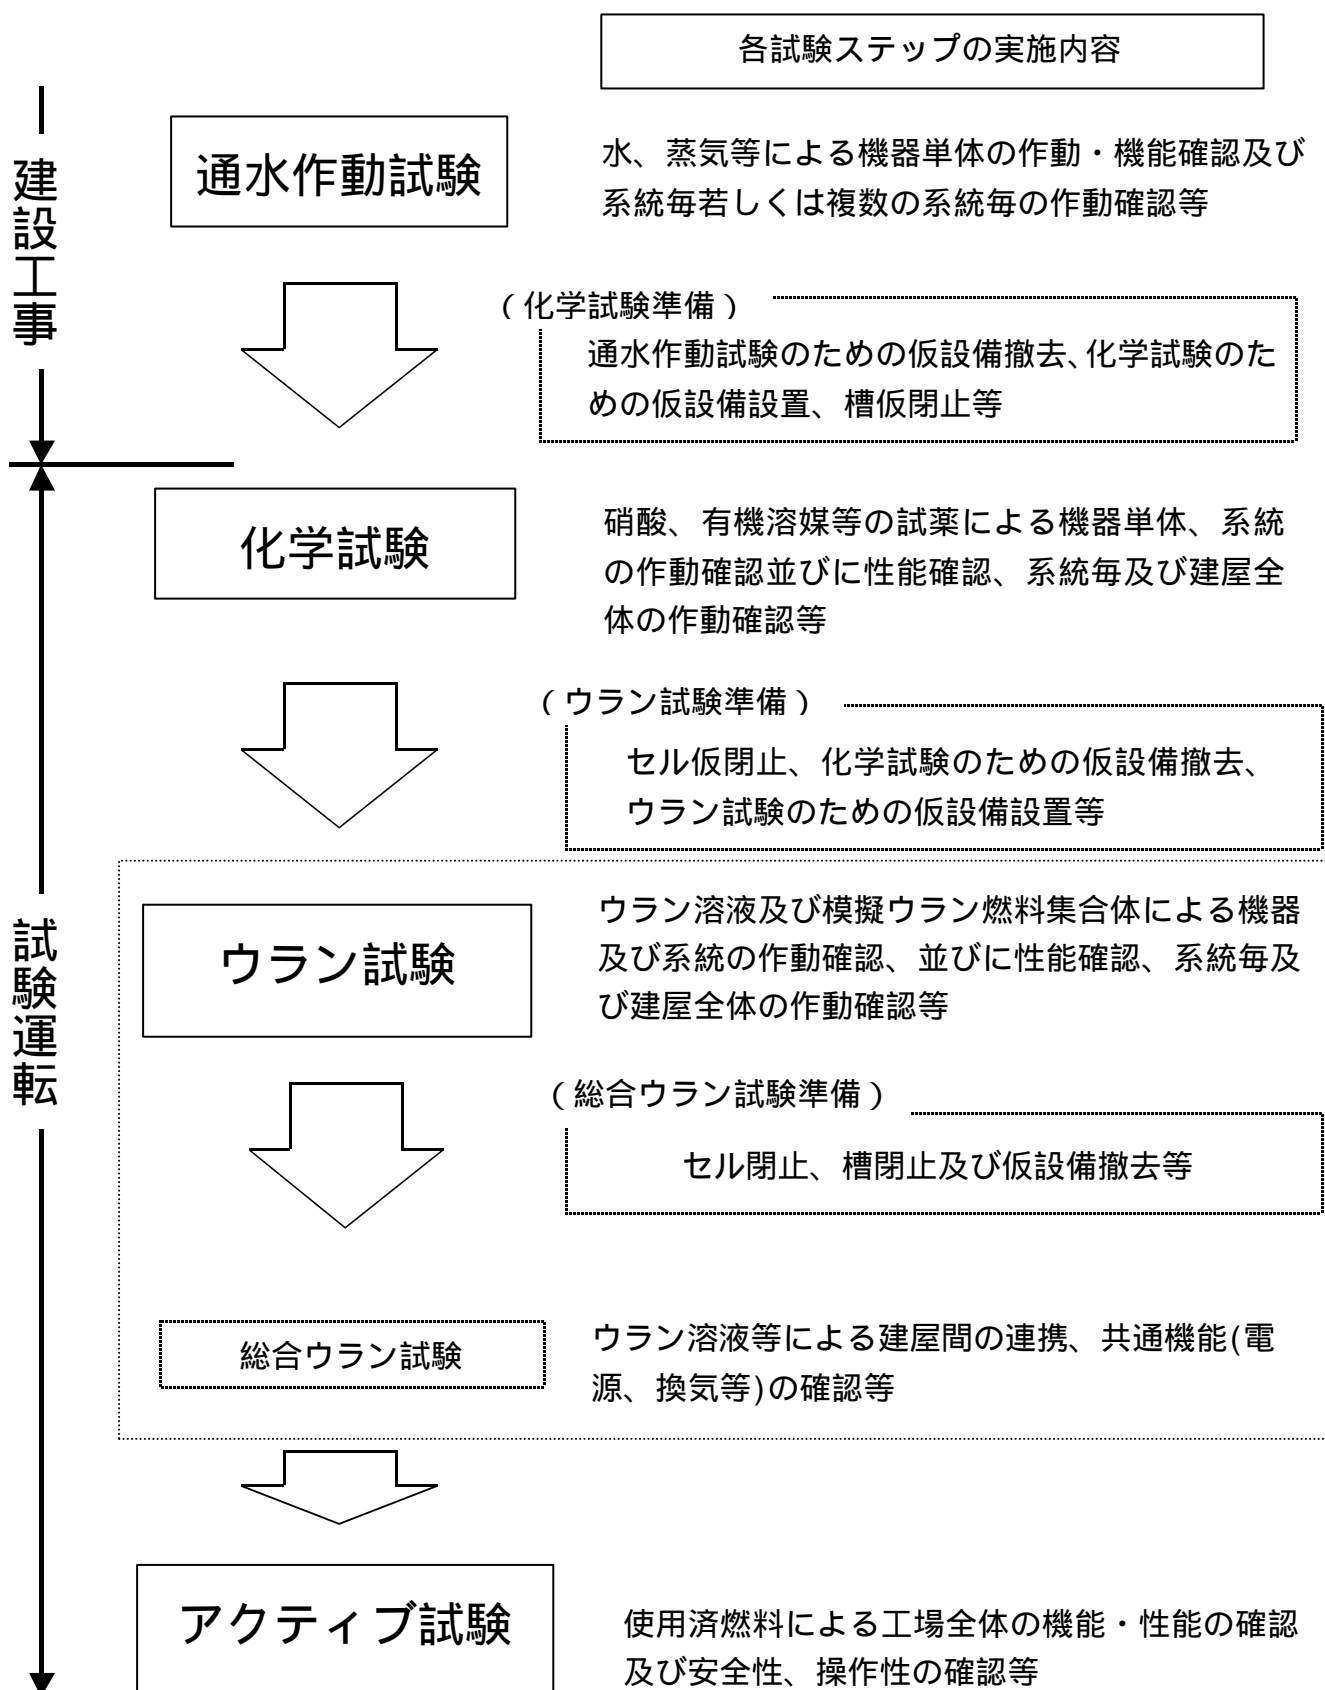 各試験ステップの実施内容
建設工事
通水作動試験
水、蒸気等による機器単体の作動・機能確認及び
系統毎若しくは複数の系統毎の作動確認等
（化学試験準備）
通水作動試験のための仮設備撤去、化学試験のた
めの仮設備設置、槽仮閉止等
試験運転
化学試験
硝酸、有機溶媒等の試薬による機器単体、系統
の作動確認並びに性能確認、系統毎及び建屋全
体の作動確認等
（ウラン試験準備）
セル仮閉止、化学試験のための仮設備撤去、
ウラン試験のための仮設備設置等
ウラン試験
ウラン溶液及び模擬ウラン燃料集合体による機器
及び系統の作動確認、並びに性能確認、系統毎及
び建屋全体の作動確認等
（総合ウラン試験準備）
セル閉止、槽閉止及び仮設備撤去等
総合ウラン試験
ウラン溶液等による建屋間の連携、共通機能(電
源、換気等)の確認等
アクティブ試験
使用済燃料による工場全体の機能・性能の確認
及び安全性、操作性の確認等